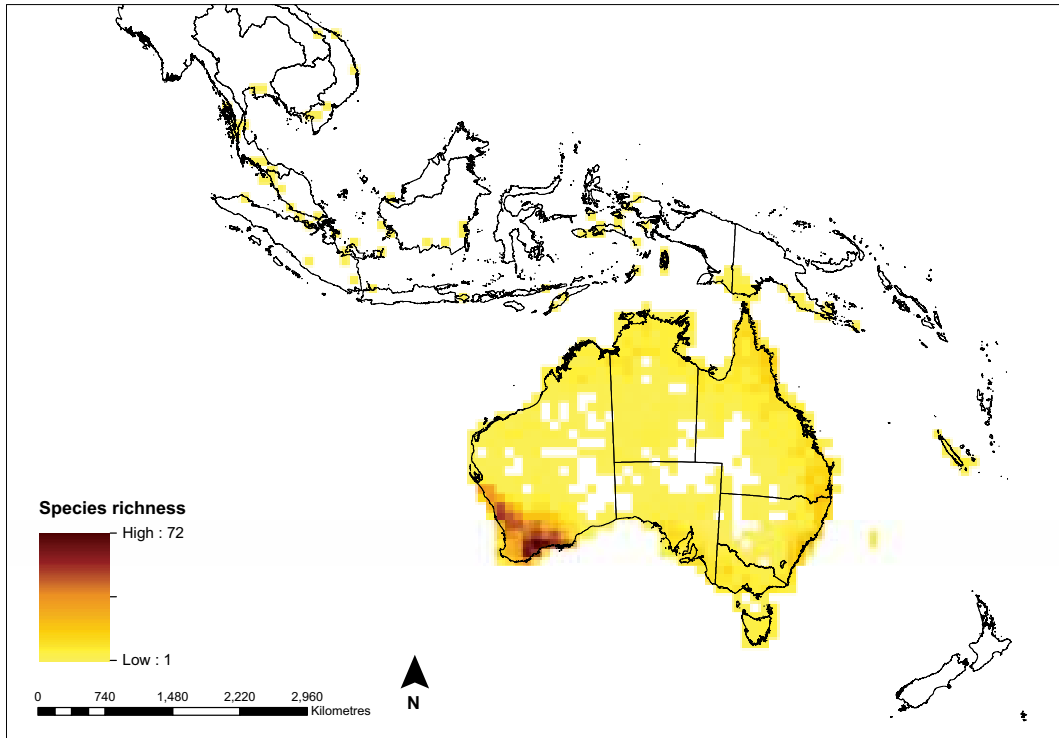 Species richness
High : 72
Low : 1
0 740 1,480 2,220 2,960
Kilometres
N